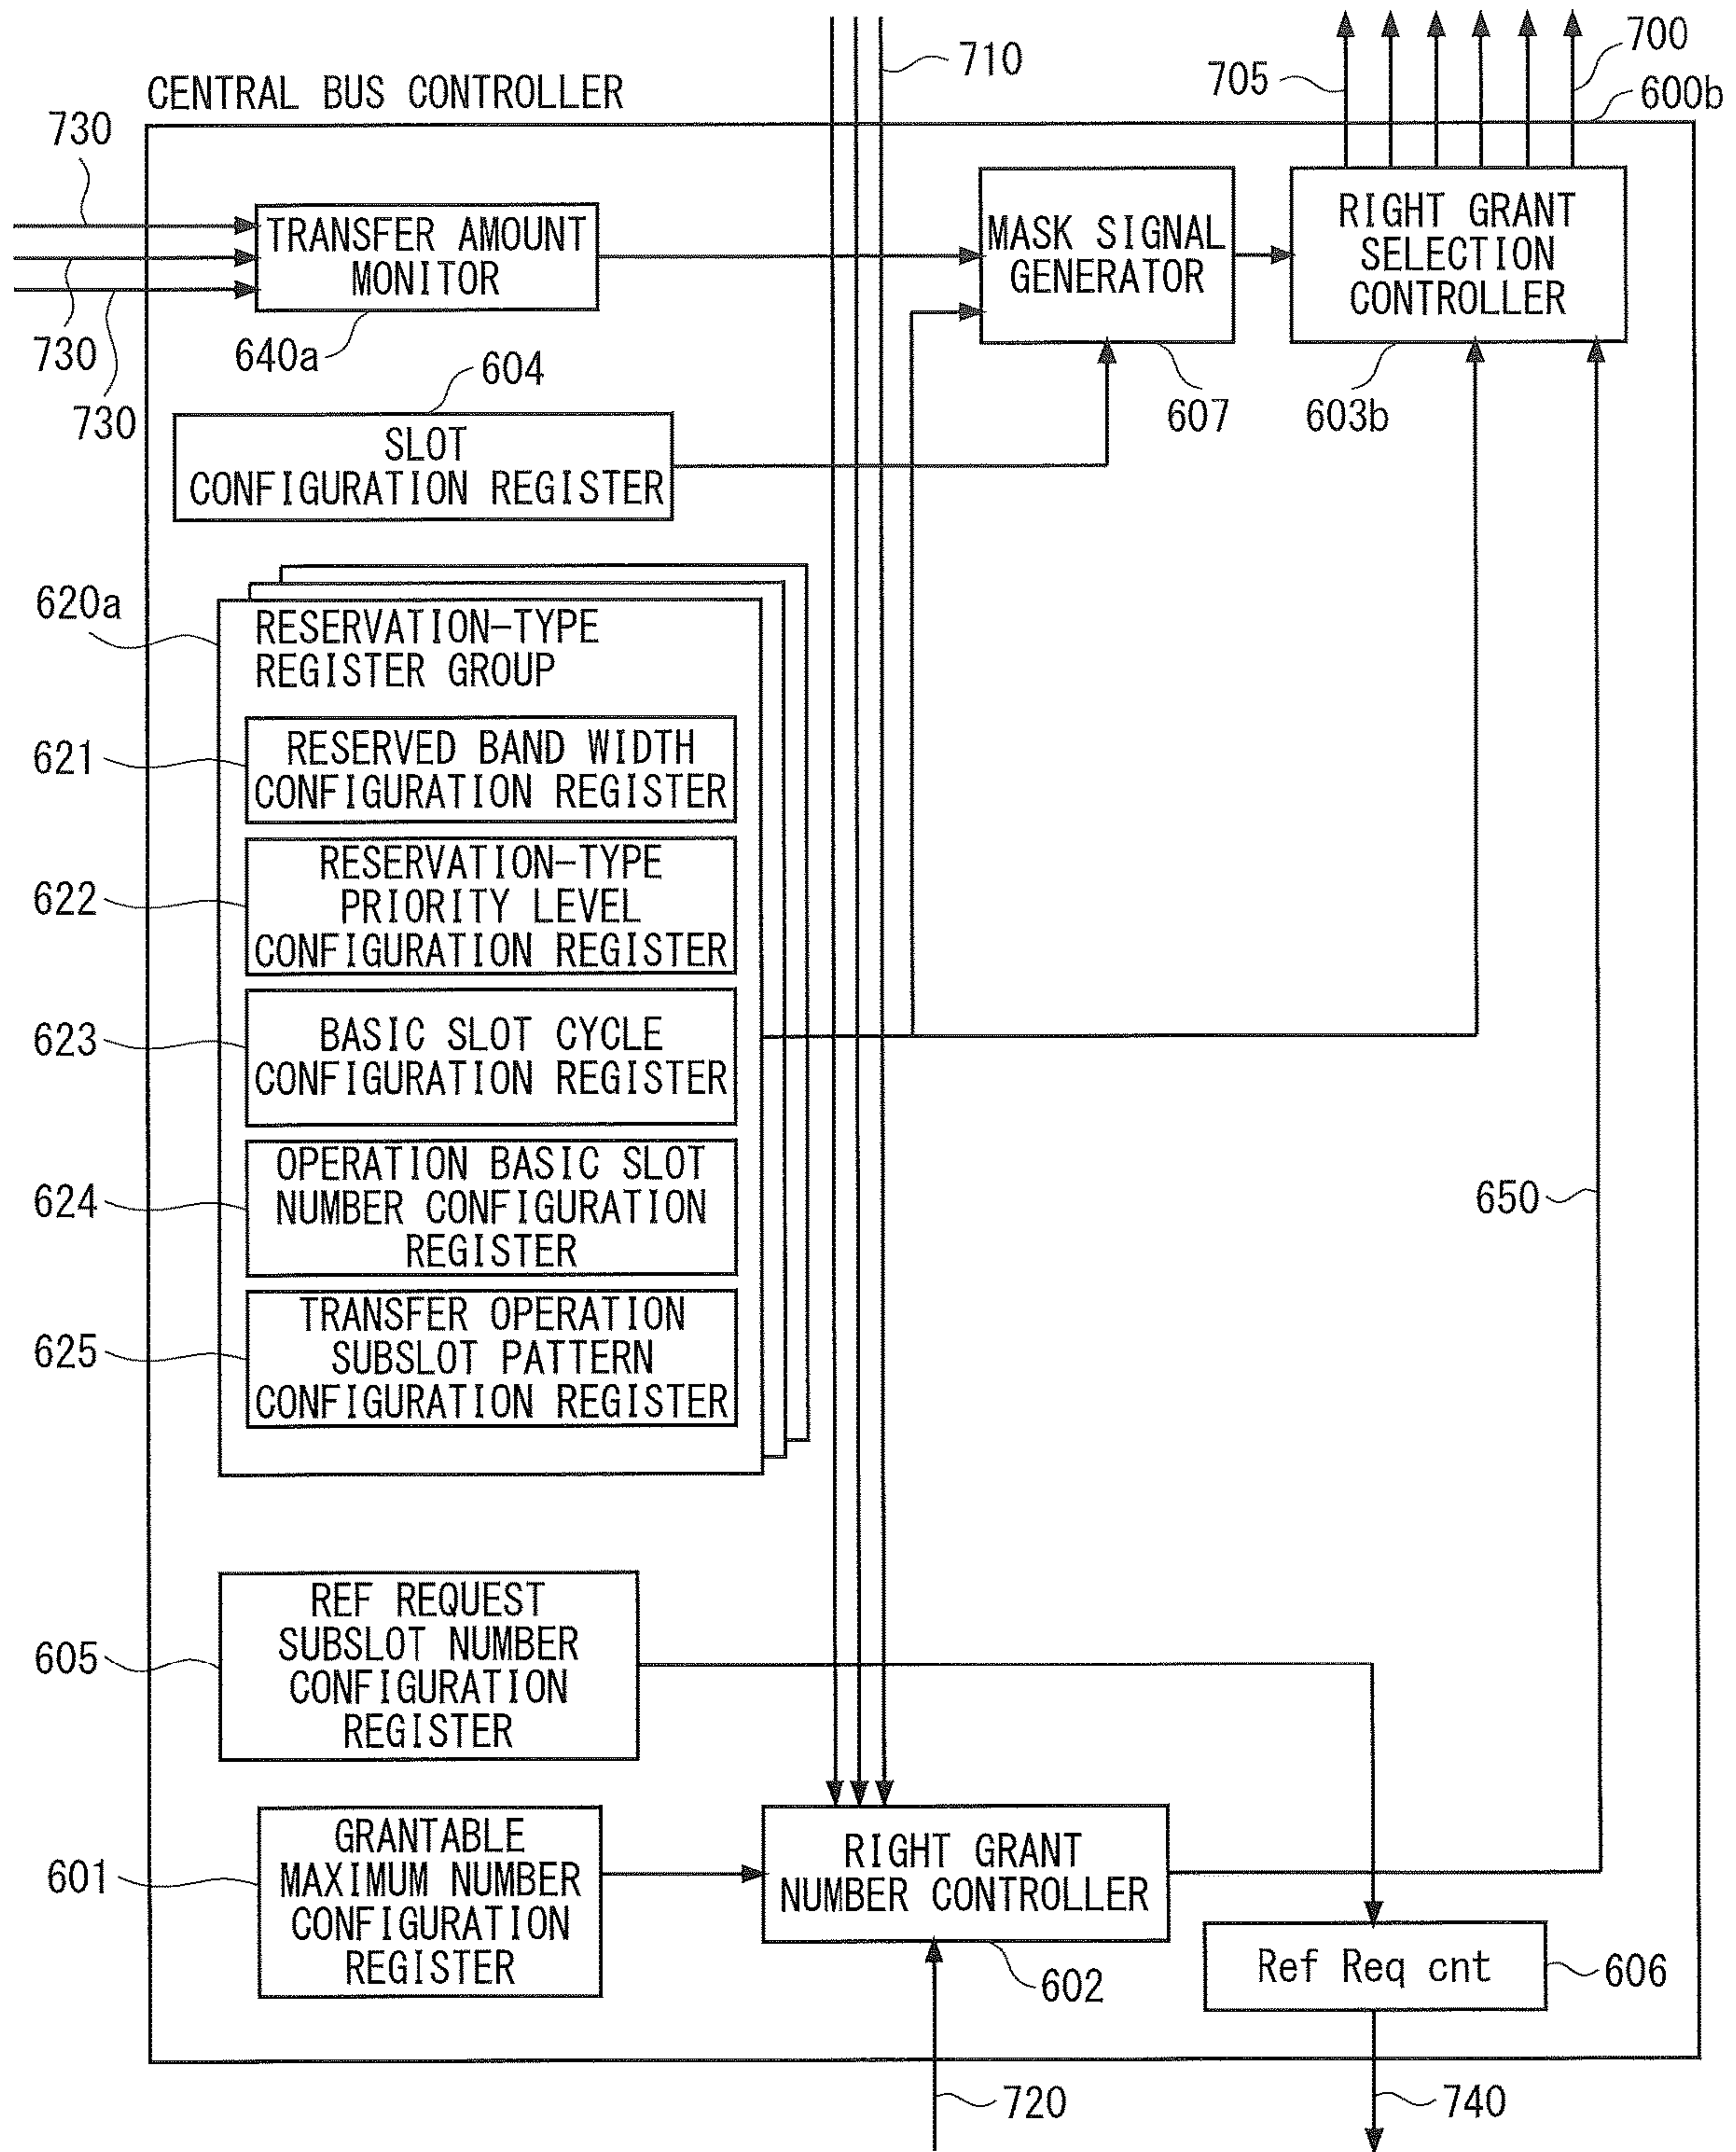 710
705
700
CENTRAL BUS CONTROLLER
600b
730
TRANSFER AMOUNT
MONITOR
MASK SIGNAL
GENERATOR
RIGHT GRANT
SELECTION
CONTROLLER
730
640a
730
604
607
603b
SLOT
CONFIGURATION REGISTER
620a
RESERVATION-TYPE
REGISTER GROUP
621
RESERVED BAND WIDTH
CONFIGURATION REGISTER
622
RESERVATION-TYPE
PRIORITY LEVEL
CONFIGURATION REGISTER
623
BASIC SLOT CYCLE
CONFIGURATION REGISTER
624
OPERATION BASIC SLOT
NUMBER CONFIGURATION
REGISTER
650
625
TRANSFER OPERATION
SUBSLOT PATTERN
CONFIGURATION REGISTER
605
REF REQUEST
SUBSLOT NUMBER
CONFIGURATION
REGISTER
601
GRANTABLE
MAXIMUM NUMBER
CONFIGURATION
REGISTER
RIGHT GRANT
NUMBER CONTROLLER
602
Ref Req cnt
606
720
740